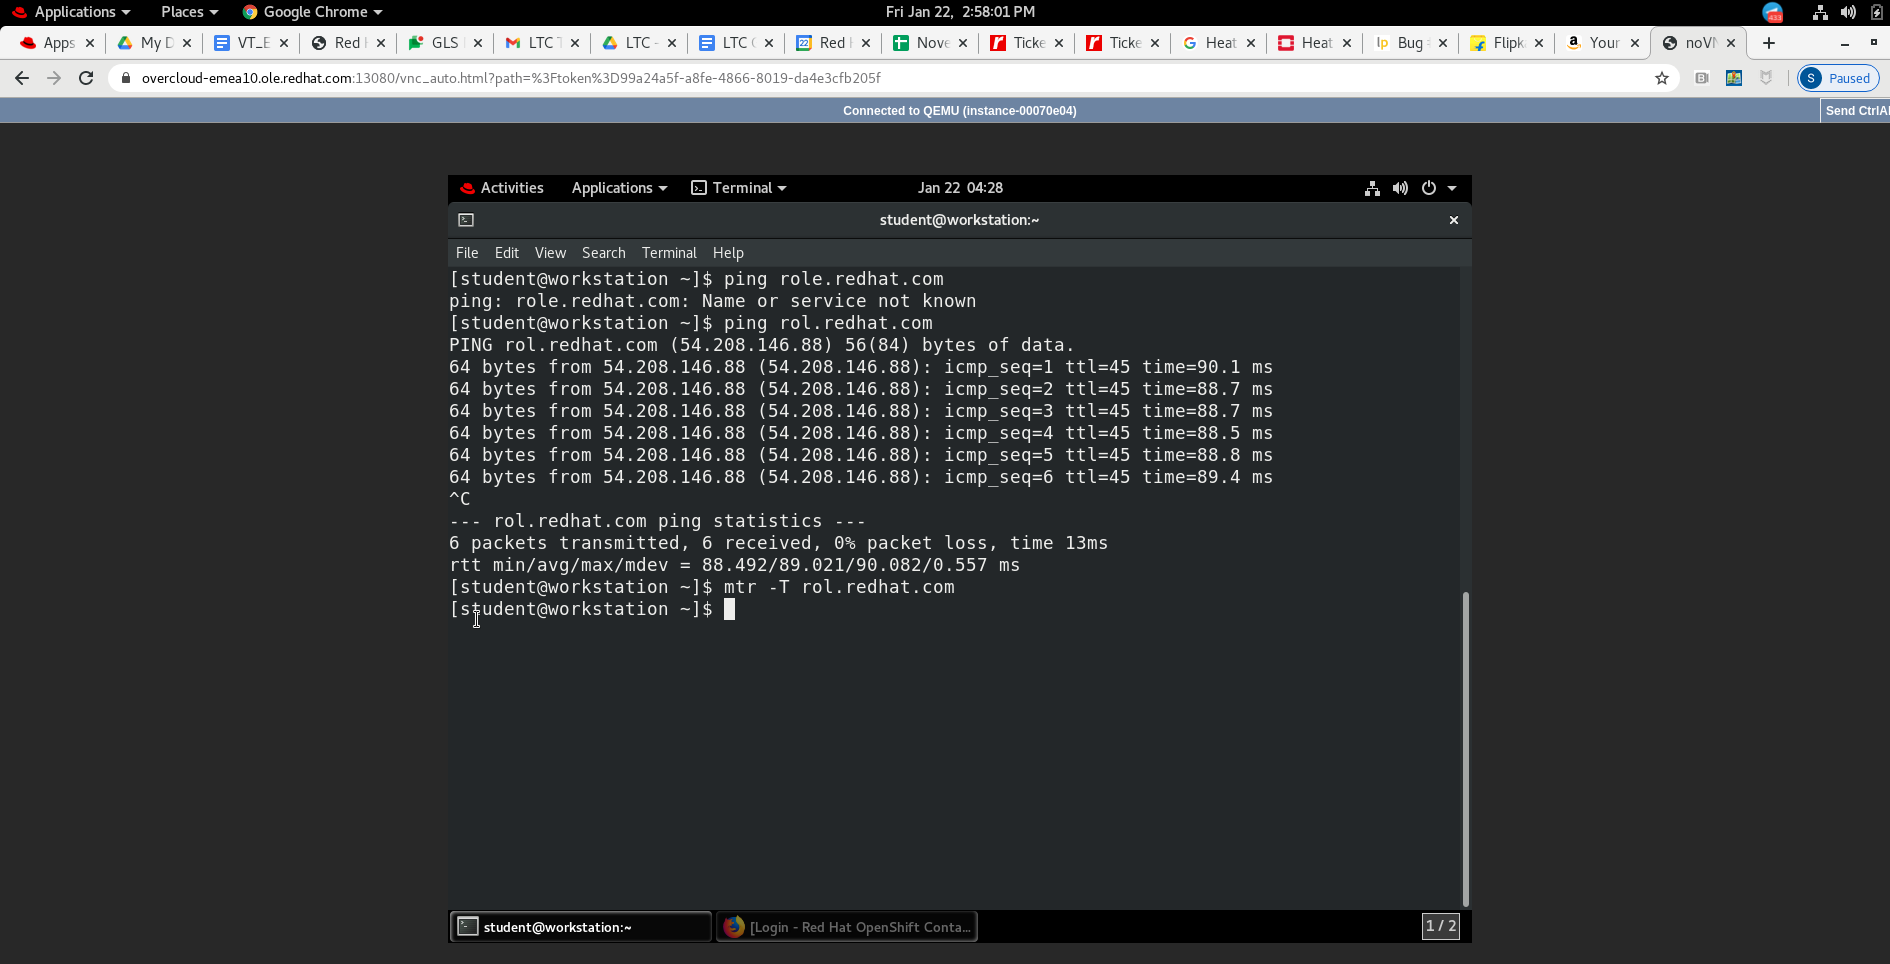 Applications Places Google Chrome Fri Jan 22, 2:58:01 PM
Apps My D VT_E Red GLS LTC T LTC - LTC Red Nove Ticke Ticke Heat Heat Bug Flipk Your noVN
overcloud-emea10.ole.redhat.com:13080/vnc_auto.html?path=%3Ftoken%3D99a24a5f-a8fe-4866-8019-da4e3cfb205f S Paused
Connected to QEMU (instance-00070e04) Send CtrlAl
Activities Applications Terminal Jan 22 04:28
student@workstation:~
File Edit View Search Terminal Help
[student@workstation ~]$ ping role.redhat.com
ping: role.redhat.com: Name or service not known
[student@workstation ~]$ ping rol.redhat.com
PING rol.redhat.com (54.208.146.88) 56(84) bytes of data.
64 bytes from 54.208.146.88 (54.208.146.88): icmp_seq=1 ttl=45 time=90.1 ms
64 bytes from 54.208.146.88 (54.208.146.88): icmp_seq=2 ttl=45 time=88.7 ms
64 bytes from 54.208.146.88 (54.208.146.88): icmp_seq=3 ttl=45 time=88.7 ms
64 bytes from 54.208.146.88 (54.208.146.88): icmp_seq=4 ttl=45 time=88.5 ms
64 bytes from 54.208.146.88 (54.208.146.88): icmp_seq=5 ttl=45 time=88.8 ms
64 bytes from 54.208.146.88 (54.208.146.88): icmp_seq=6 ttl=45 time=89.4 ms
^C
--- rol.redhat.com ping statistics ---
6 packets transmitted, 6 received, 0% packet loss, time 13ms
rtt min/avg/max/mdev = 88.492/89.021/90.082/0.557 ms
[student@workstation ~]$ mtr -T rol.redhat.com
[student@workstation ~]$
student@workstation:~ [Login - Red Hat OpenShift Conta... 1 / 2